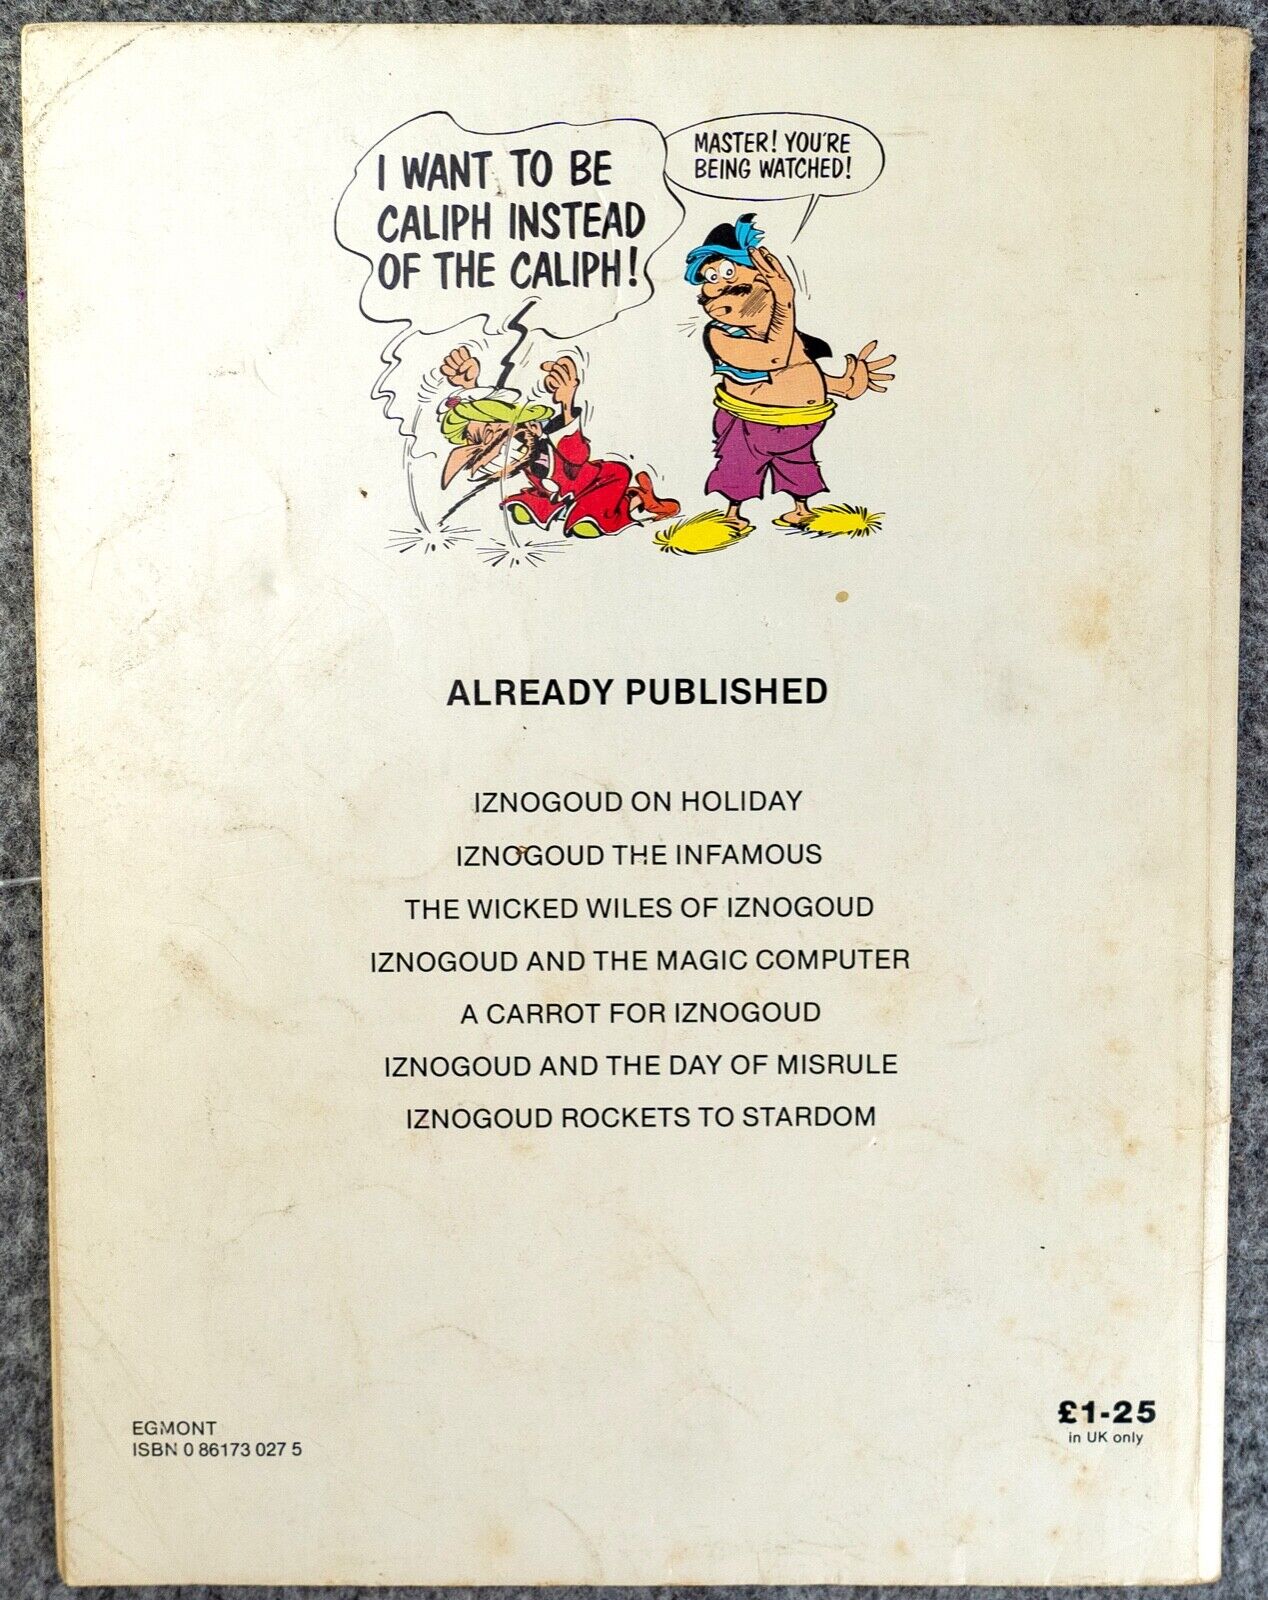 I WANT TO BE
CALIPH INSTEAD
OF THE CALIPH!
MASTER! YOU'RE
BEING WATCHED!
ALREADY PUBLISHED
IZNOGOUD ON HOLIDAY
IZNOGOUD THE INFAMOUS
THE WICKED WILES OF IZNOGOUD
IZNOGOUD AND THE MAGIC COMPUTER
A CARROT FOR IZNOGOUD
IZNOGOUD AND THE DAY OF MISRULE
IZNOGOUD ROCKETS TO STARDOM
EGMONT
ISBN 0 86173 027 5
£1-25
in UK only